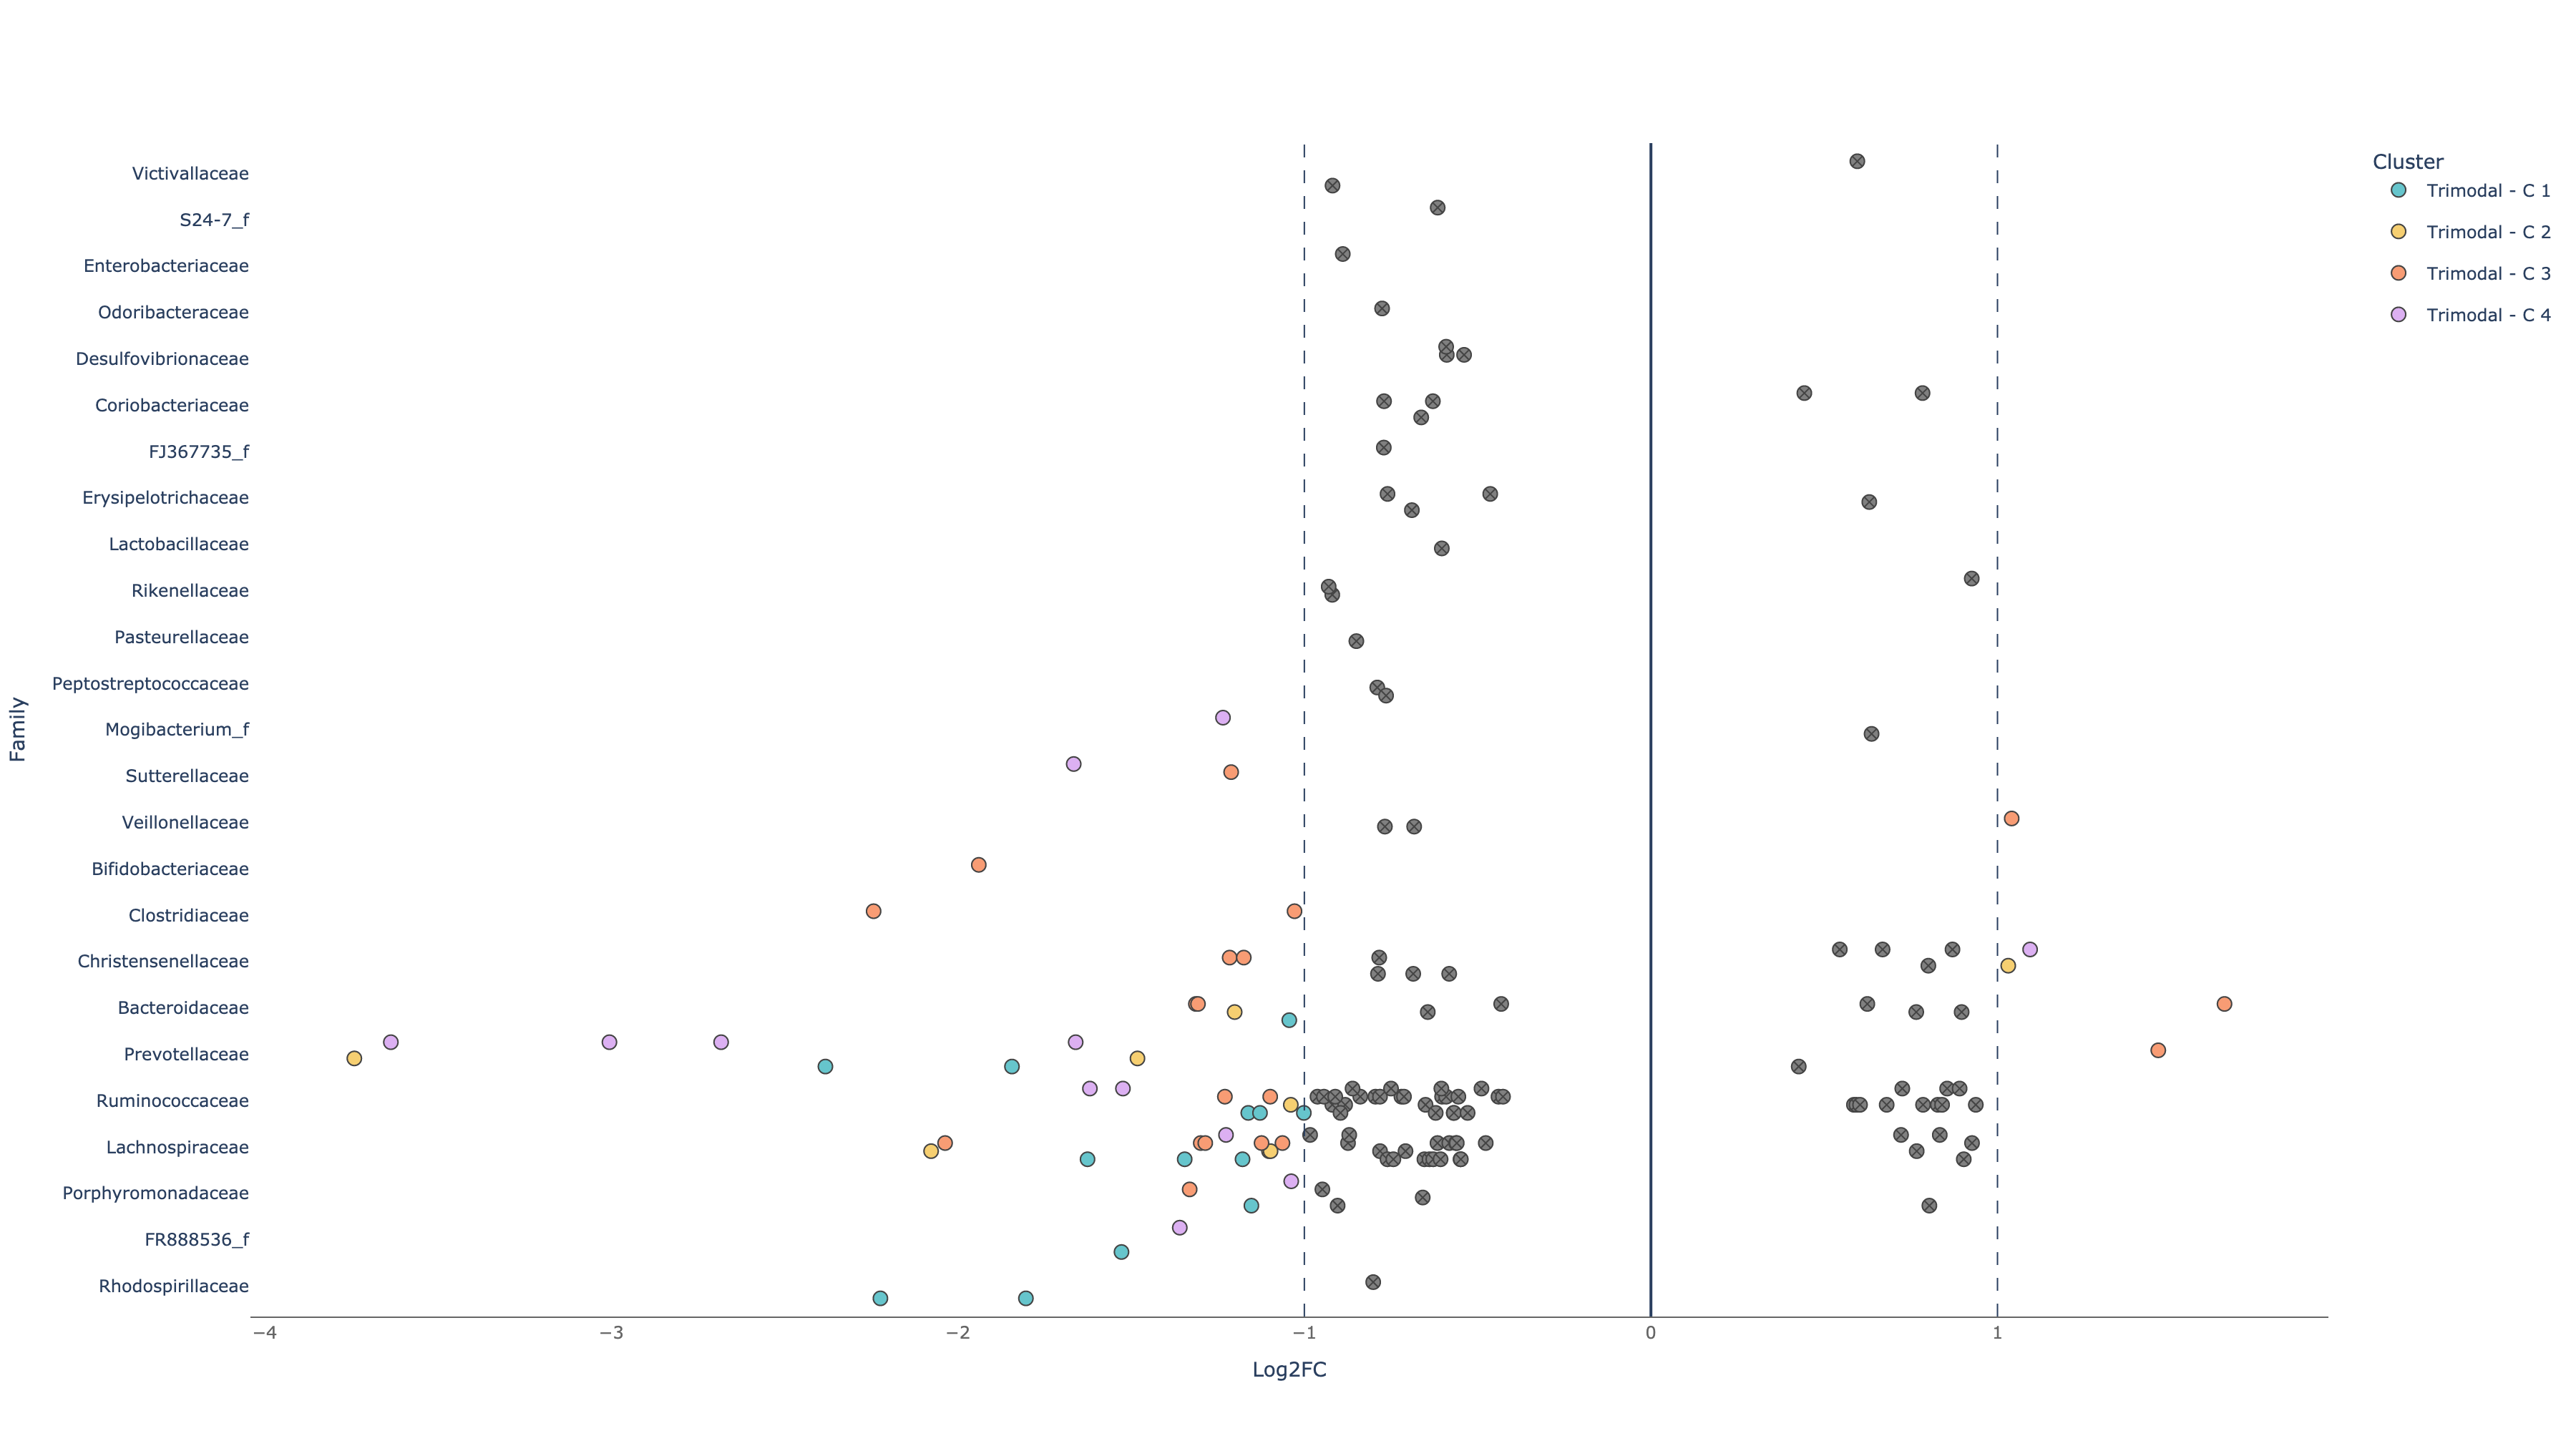 Cluster
Trimodal - C 1
Trimodal - C 2
Trimodal - C 3
Trimodal - C 4
Family
Victivallaceae
S24-7_f
Enterobacteriaceae
Odoribacteraceae
Desulfovibrionaceae
Coriobacteriaceae
FJ367735_f
Erysipelotrichaceae
Lactobacillaceae
Rikenellaceae
Pasteurellaceae
Peptostreptococcaceae
Mogibacterium_f
Sutterellaceae
Veillonellaceae
Bifidobacteriaceae
Clostridiaceae
Christensenellaceae
Bacteroidaceae
Prevotellaceae
Ruminococcaceae
Lachnospiraceae
Porphyromonadaceae
FR888536_f
Rhodospirillaceae
−4 −3 −2 −1 0 1
Log2FC